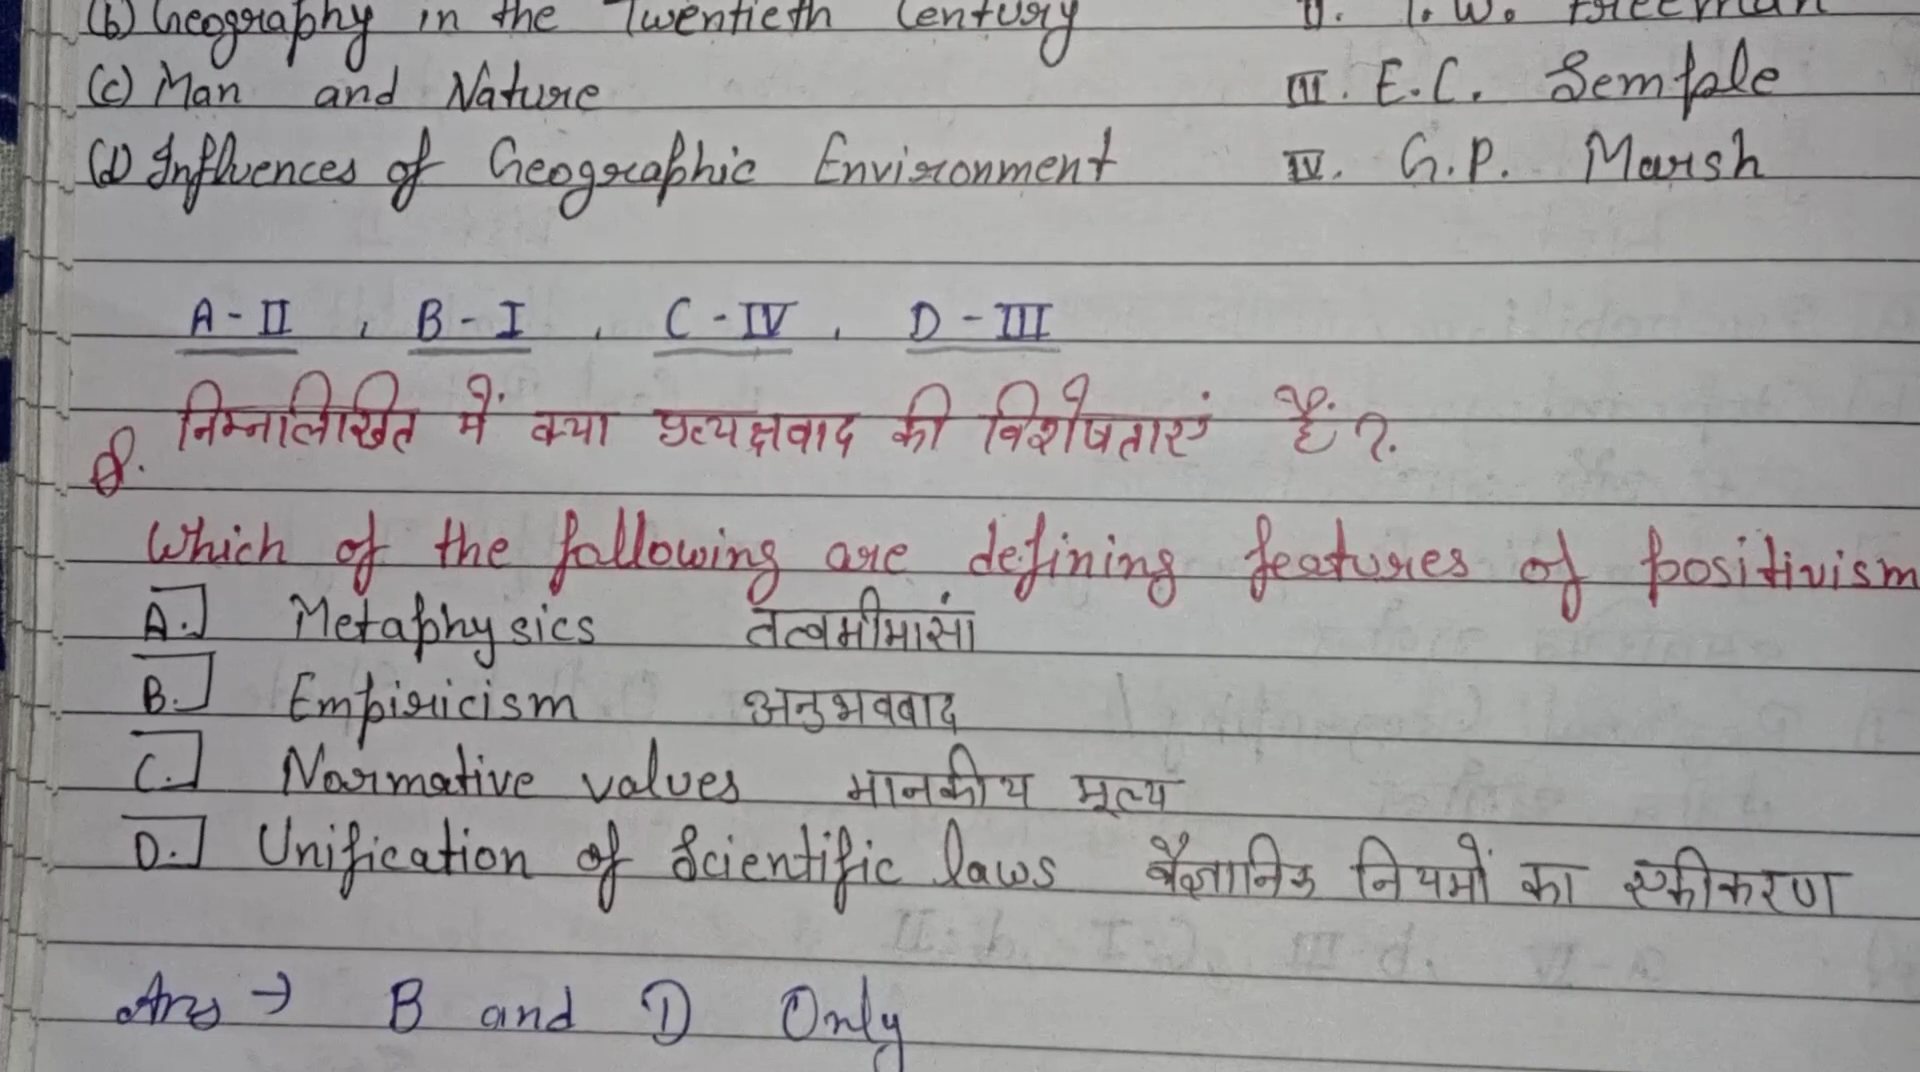 (b) Geography in the Twentieth Century II. T.W. Freeman
(c) Man and Nature III. E.C. Semple
(d) Influences of Geographic Environment IV. G.P. Marsh
A-II , B-I , C-IV , D-III
निम्नलिखित में क्या प्रत्यक्षवाद की विशेषताएं हैं ?
Q.
Which of the following are defining features of positivism
A. Metaphysics तत्वमीमासां
B. Empiricism अनुभववाद
C. Normative values मानकीय मूल्य
D. Unification of Scientific laws वैज्ञानिक नियमों का एकीकरण
Ans → B and D Only